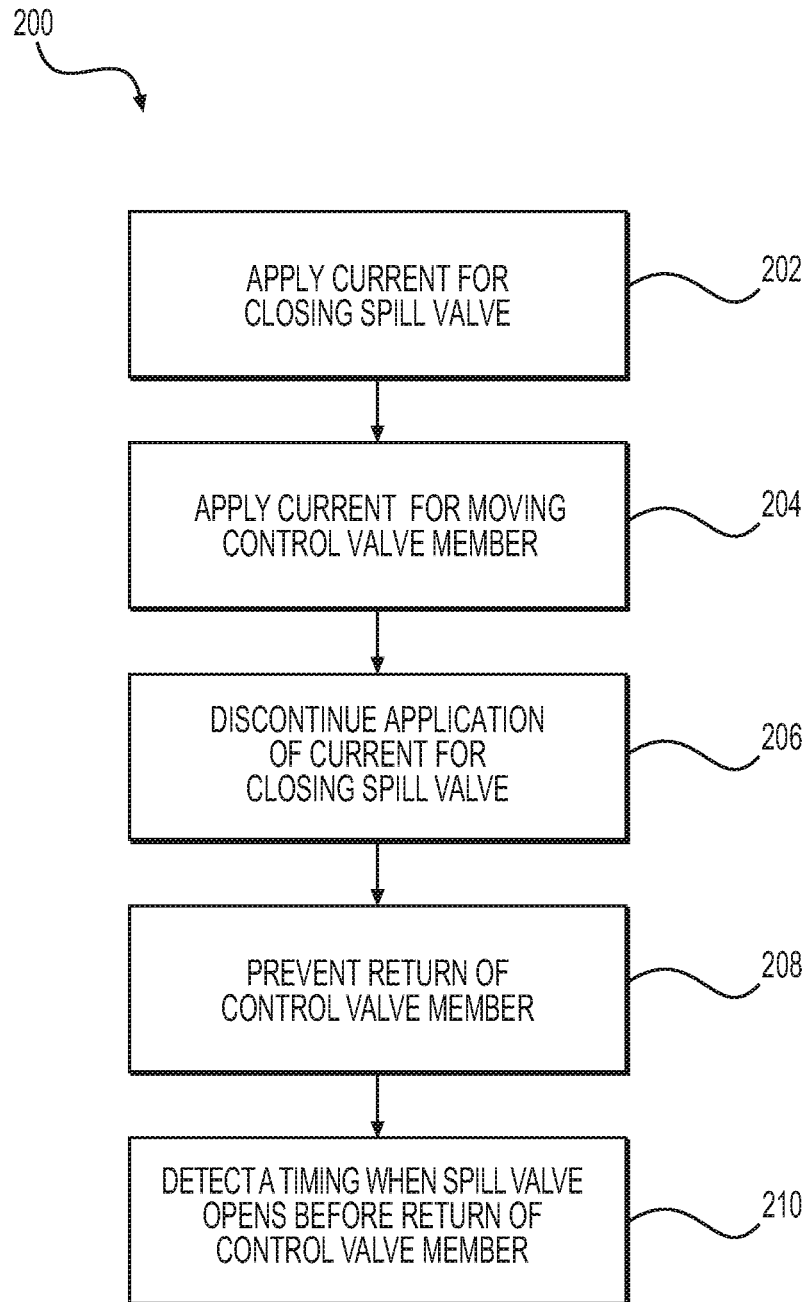 200
APPLY CURRENT FOR
CLOSING SPILL VALVE
202
APPLY CURRENT FOR MOVING
CONTROL VALVE MEMBER
204
DISCONTINUE APPLICATION
OF CURRENT FOR
CLOSING SPILL VALVE
206
PREVENT RETURN OF
CONTROL VALVE MEMBER
208
DETECT A TIMING WHEN SPILL VALVE
OPENS BEFORE RETURN OF
CONTROL VALVE MEMBER
210